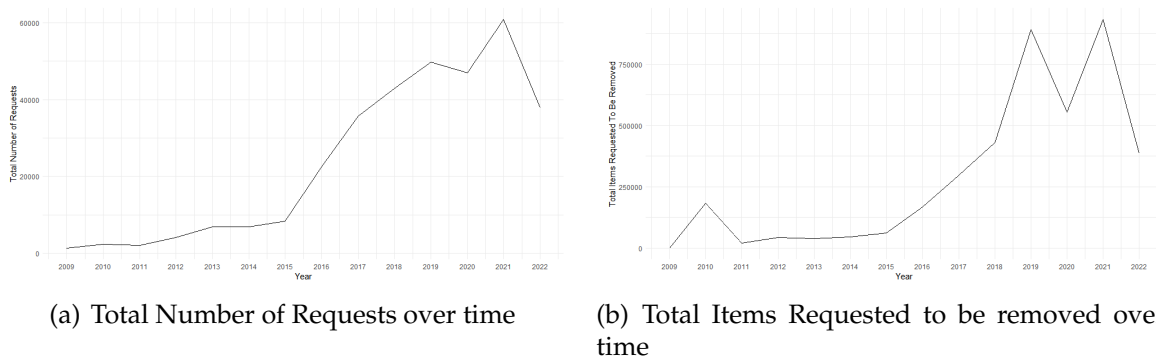 60000
40000
20000
0
Total Number of Requests
2009 2010 2011 2012 2013 2014 2015 2016 2017 2018 2019 2020 2021 2022
Year
(a) Total Number of Requests over time
750000
500000
250000
0
Total Items Requested To Be Removed
2009 2010 2011 2012 2013 2014 2015 2016 2017 2018 2019 2020 2021 2022
Year
(b) Total Items Requested to be removed ove
time